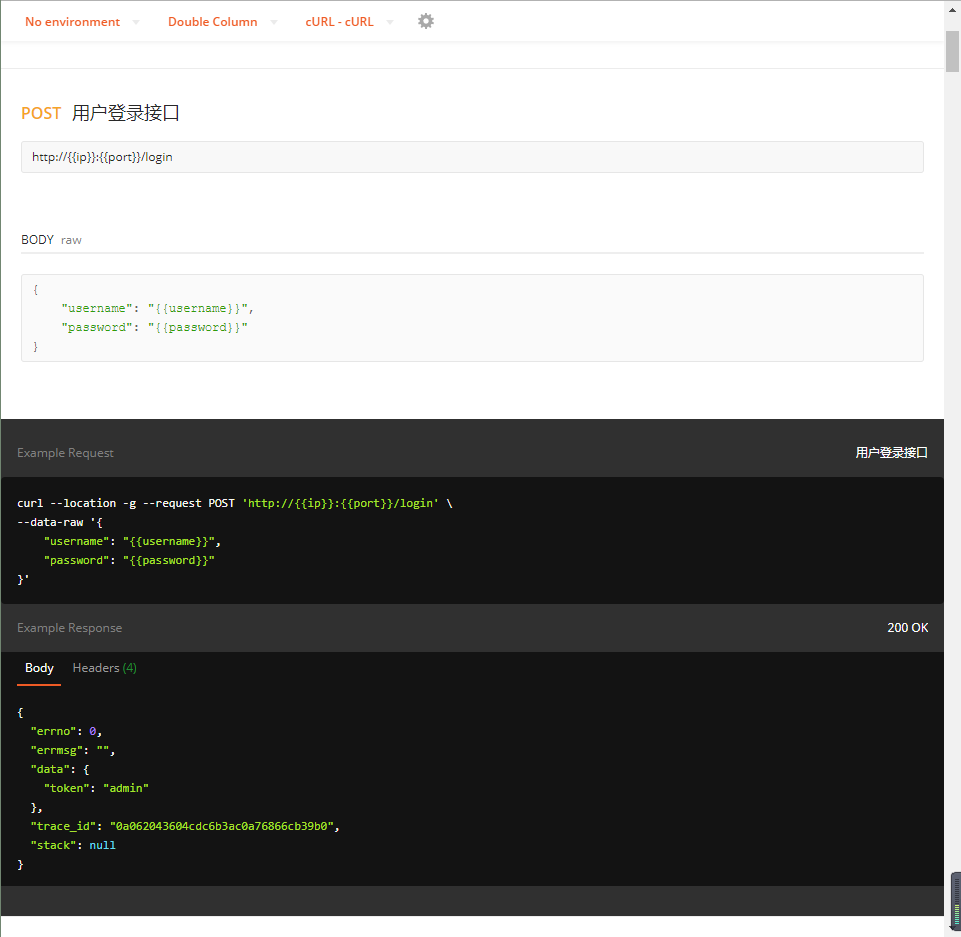 No environment Double Column cURL - cURL
POST 用户登录接口
http://{{ip}}:{{port}}/login
BODY raw
{
    "username": "{{username}}",
    "password": "{{password}}"
}
Example Request 用户登录接口
curl --location -g --request POST 'http://{{ip}}:{{port}}/login' \
--data-raw '{
    "username": "{{username}}",
    "password": "{{password}}"
}'
Example Response 200 OK
Body Headers (4)
{
  "errno": 0,
  "errmsg": "",
  "data": {
    "token": "admin"
  },
  "trace_id": "0a062043604cdc6b3ac0a76866cb39b0",
  "stack": null
}